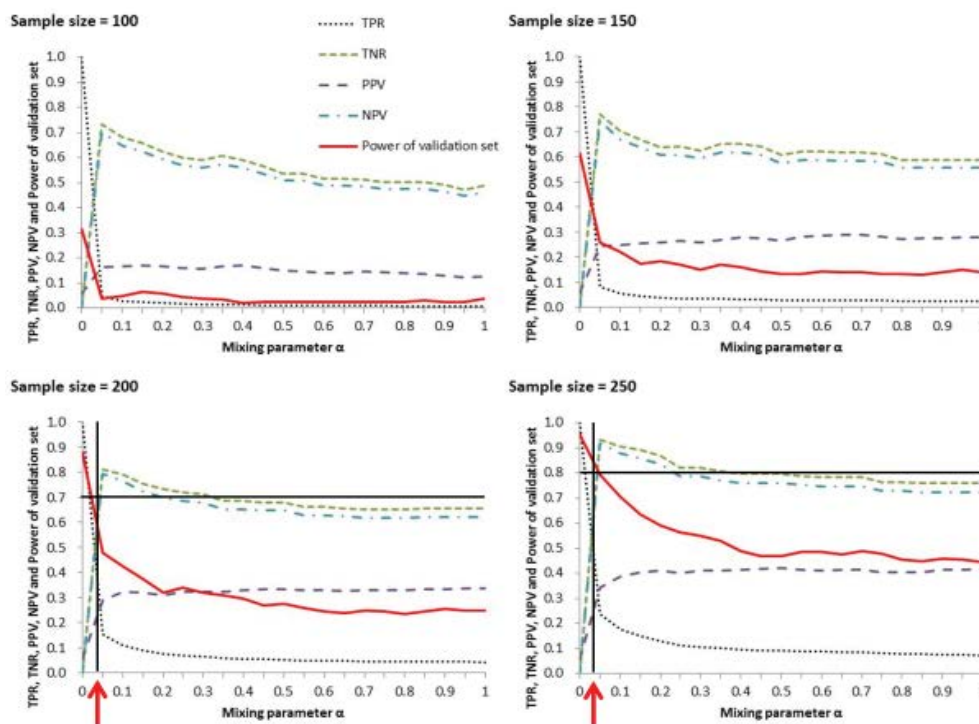 Sample size = 100
TPR
TNR
PPV
NPV
Power of validation set
TPR, TNR, PPV, NPV and Power of validation set
1.0
0.9
0.8
0.7
0.6
0.5
0.4
0.3
0.2
0.1
0.0
0 0.1 0.2 0.3 0.4 0.5 0.6 0.7 0.8 0.9 1
Mixing parameter α
Sample size = 150
TPR, TNR, PPV, NPV and Power of validation set
1.0
0.9
0.8
0.7
0.6
0.5
0.4
0.3
0.2
0.1
0.0
0 0.1 0.2 0.3 0.4 0.5 0.6 0.7 0.8 0.9
Mixing parameter α
Sample size = 200
TPR, TNR, PPV, NPV and Power of validation set
1.0
0.9
0.8
0.7
0.6
0.5
0.4
0.3
0.2
0.1
0.0
0 0.1 0.2 0.3 0.4 0.5 0.6 0.7 0.8 0.9 1
Mixing parameter α
Sample size = 250
TPR, TNR, PPV, NPV and Power of validation set
1.0
0.9
0.8
0.7
0.6
0.5
0.4
0.3
0.2
0.1
0.0
0 0.1 0.2 0.3 0.4 0.5 0.6 0.7 0.8 0.9
Mixing parameter α